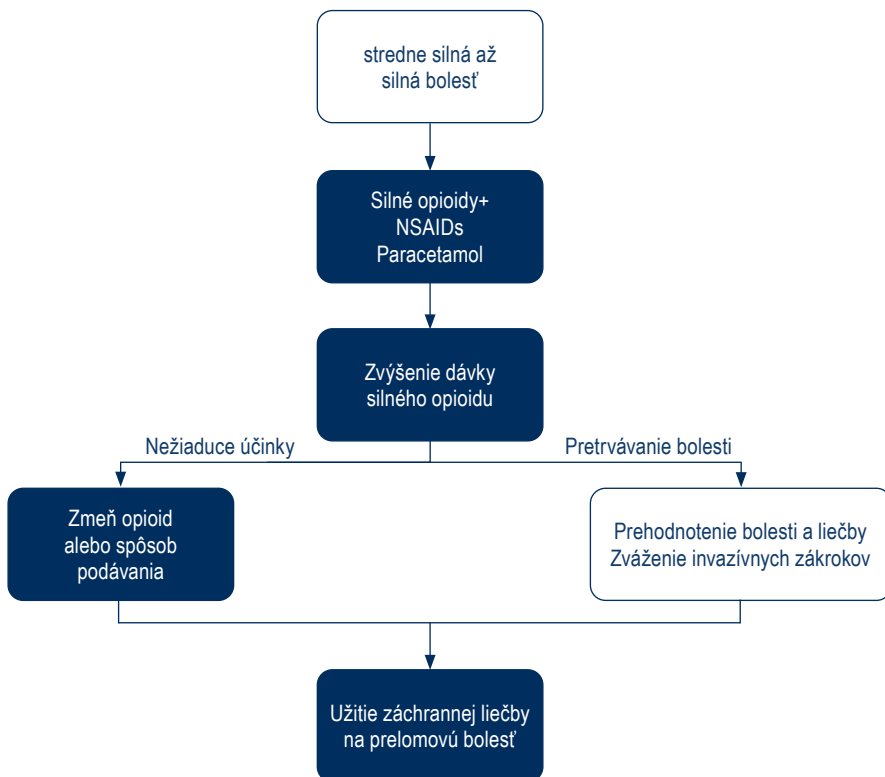 stredne silná až
silná bolesť
Silné opioidy+
NSAIDs
Paracetamol
Zvýšenie dávky
silného opioidu
Nežiaduce účinky
Pretrvávanie bolesti
Zmeň opioid
alebo spôsob
podávania
Prehodnotenie bolesti a liečby
Zváženie invazívnych zákrokov
Užitie záchrannej liečby
na prelomovú bolesť